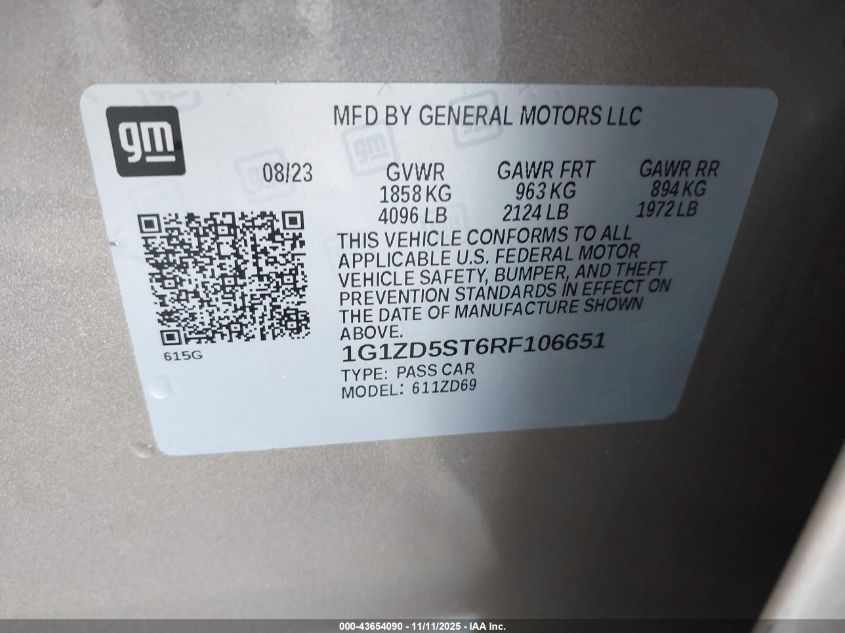 gm
MFD BY GENERAL MOTORS LLC
08/23
GVWR GAWR FRT GAWR RR
1858 KG 963 KG 894 KG
4096 LB 2124 LB 1972 LB
THIS VEHICLE CONFORMS TO ALL
APPLICABLE U.S. FEDERAL MOTOR
VEHICLE SAFETY, BUMPER, AND THEFT
PREVENTION STANDARDS IN EFFECT ON
THE DATE OF MANUFACTURE SHOWN
ABOVE.
615G
1G1ZD5ST6RF106651
TYPE: PASS CAR
MODEL: 611ZD69
000-43654090 - 11/11/2025 - IAA Inc.